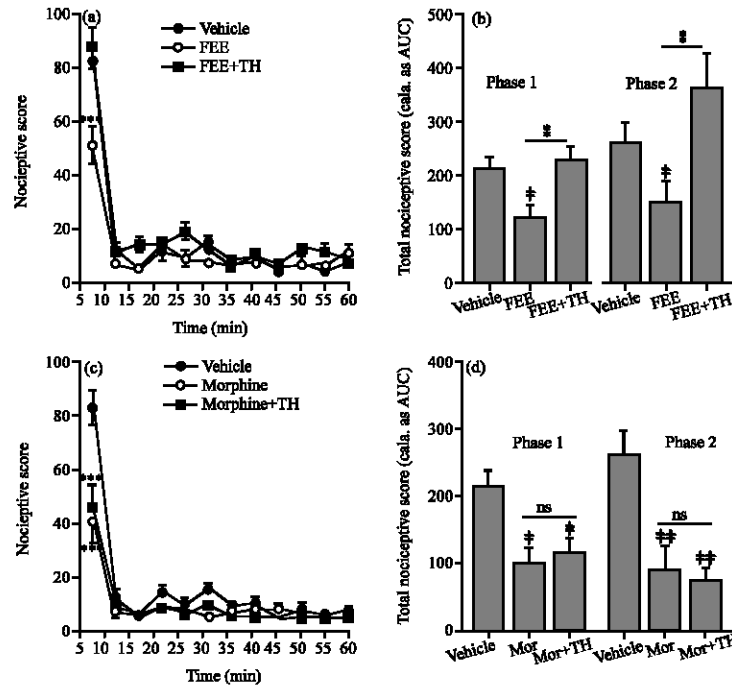 (a)
Vehicle
FEE
FEE+TH
***
Nocieptive score
100
80
60
40
20
0
5 10 15 20 25 30 35 40 45 50 55 60
Time (min)
(b)
Total nociceptive score (cala. as AUC)
500
400
300
200
100
0
Phase 1
Phase 2
**
**
*
*
Vehicle FEE FEE+TH Vehicle FEE FEE+TH
(c)
Vehicle
Morphine
Morphine+TH
***
***
Nocieptive score
100
80
60
40
20
0
5 10 15 20 25 30 35 40 45 50 55 60
Time (min)
(d)
Total nociceptive score (cala. as AUC)
400
300
200
100
0
Phase 1
Phase 2
ns
ns
Vehicle Mor Mor+TH Vehicle Mor Mor+TH